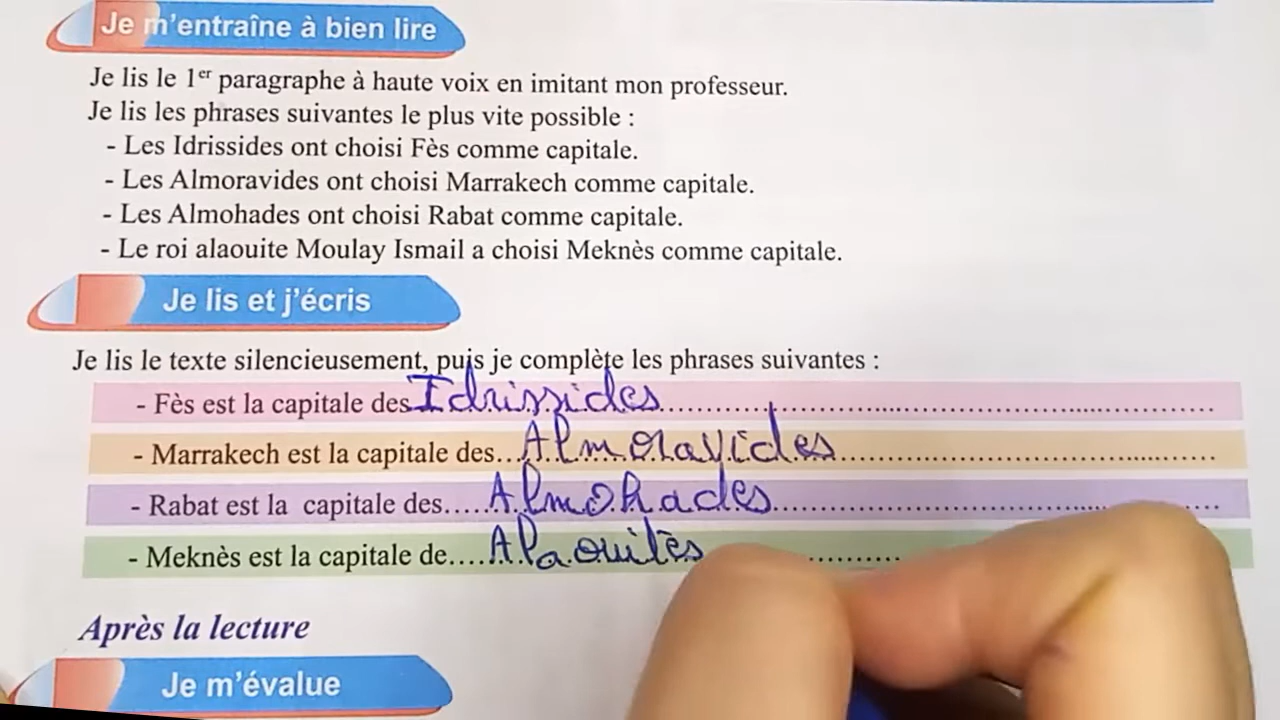 Je m'entraîne à bien lire
Je lis le 1er paragraphe à haute voix en imitant mon professeur.
Je lis les phrases suivantes le plus vite possible :
- Les Idrissides ont choisi Fès comme capitale.
- Les Almoravides ont choisi Marrakech comme capitale.
- Les Almohades ont choisi Rabat comme capitale.
- Le roi alaouite Moulay Ismail a choisi Meknès comme capitale.
Je lis et j'écris
Je lis le texte silencieusement, puis je complète les phrases suivantes :
- Fès est la capitale des Idrissides
- Marrakech est la capitale des... Almoravides
- Rabat est la capitale des..... Almohades
- Meknès est la capitale de.... Alaouites
Après la lecture
Je m'évalue